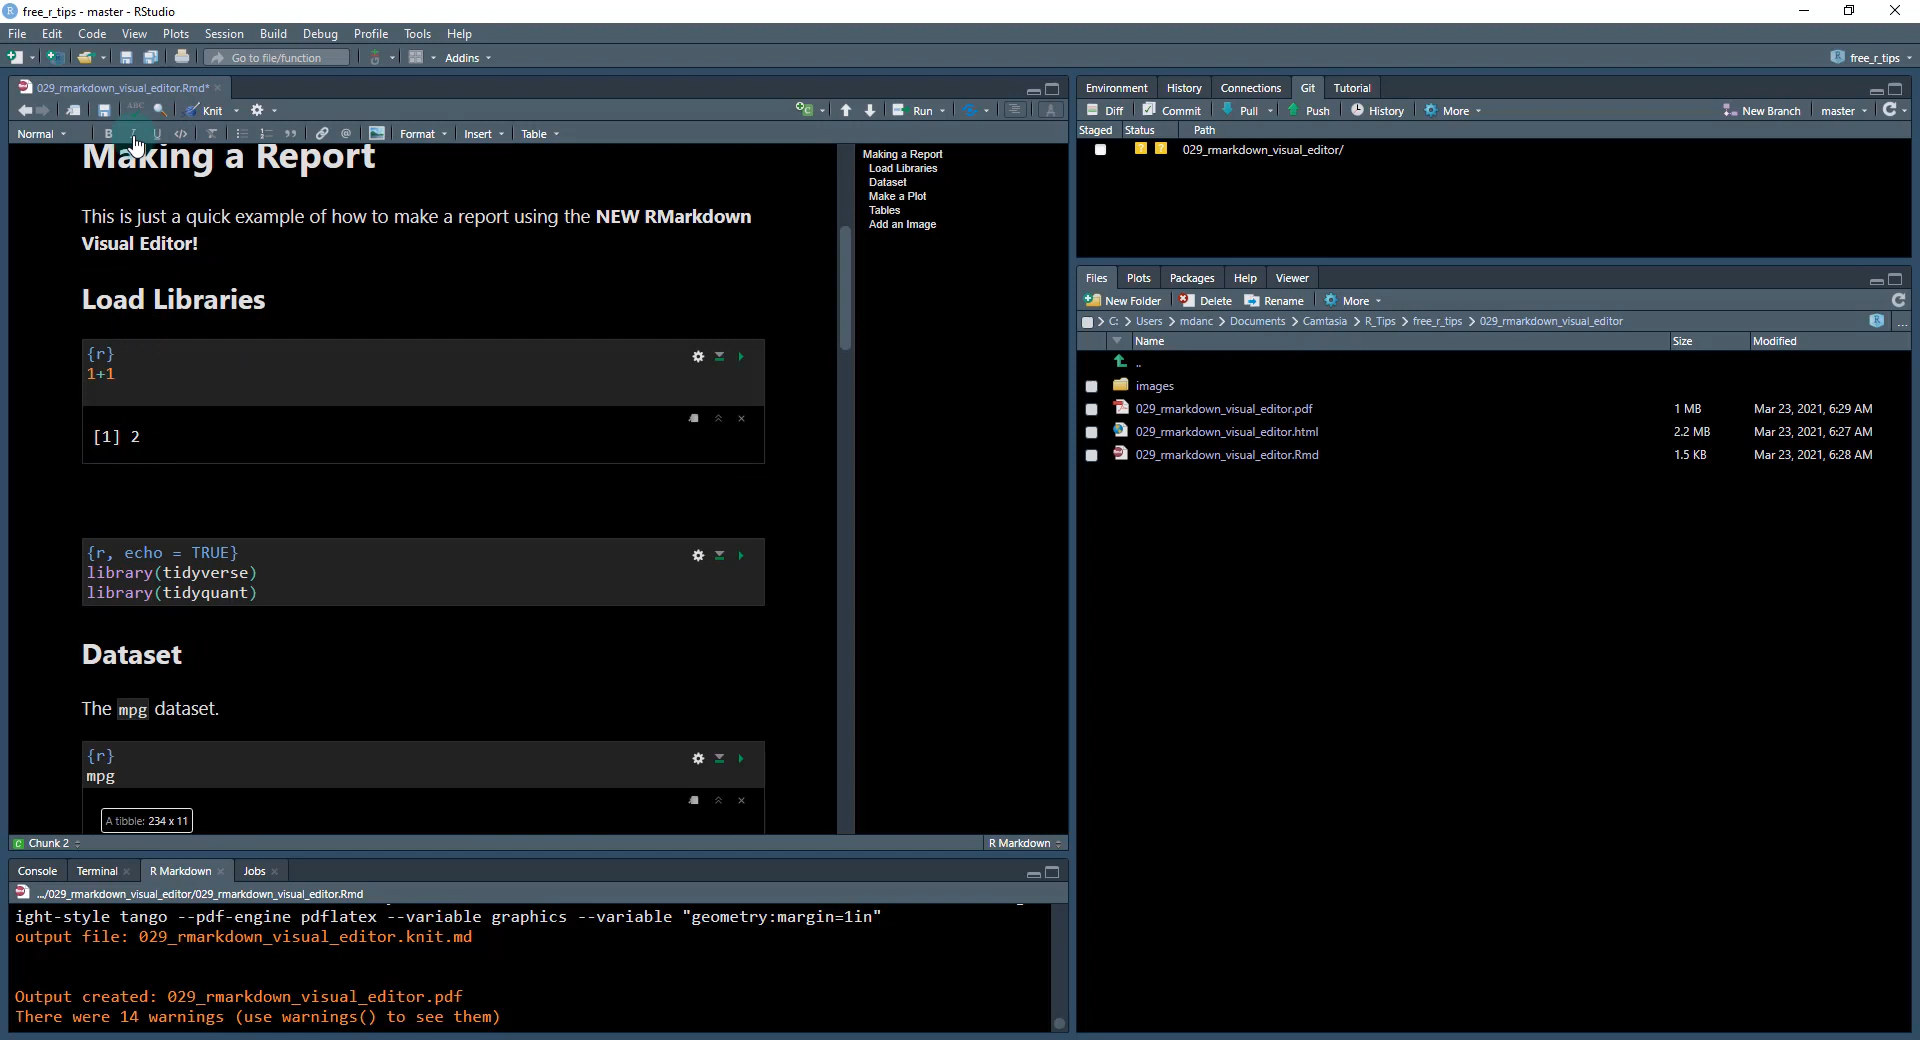 free_r_tips - master - RStudio
File Edit Code View Plots Session Build Debug Profile Tools Help
Go to file/function Addins free_r_tips
029_rmarkdown_visual_editor.Rmd*
ABC Knit Run
Normal B I U </> Format Insert Table
Making a Report
This is just a quick example of how to make a report using the NEW RMarkdown
Visual Editor!
Load Libraries
{r}
1+1
[1] 2
{r, echo = TRUE}
library(tidyverse)
library(tidyquant)
Dataset
The mpg dataset.
{r}
mpg
A tibble: 234 x 11
Making a Report
Load Libraries
Dataset
Make a Plot
Tables
Add an Image
Chunk 2 R Markdown
Console Terminal R Markdown Jobs
.../029_rmarkdown_visual_editor/029_rmarkdown_visual_editor.Rmd
ight-style tango --pdf-engine pdflatex --variable graphics --variable "geometry:margin=1in"
output file: 029_rmarkdown_visual_editor.knit.md
Output created: 029_rmarkdown_visual_editor.pdf
There were 14 warnings (use warnings() to see them)
Environment History Connections Git Tutorial
Diff Commit Pull Push History More New Branch master
Staged Status Path
? ? 029_rmarkdown_visual_editor/
Files Plots Packages Help Viewer
New Folder Delete Rename More
C: > Users > mdanc > Documents > Camtasia > R_Tips > free_r_tips > 029_rmarkdown_visual_editor ...
Name Size Modified
..
images
029_rmarkdown_visual_editor.pdf 1 MB Mar 23, 2021, 6:29 AM
029_rmarkdown_visual_editor.html 2.2 MB Mar 23, 2021, 6:27 AM
029_rmarkdown_visual_editor.Rmd 1.5 KB Mar 23, 2021, 6:28 AM